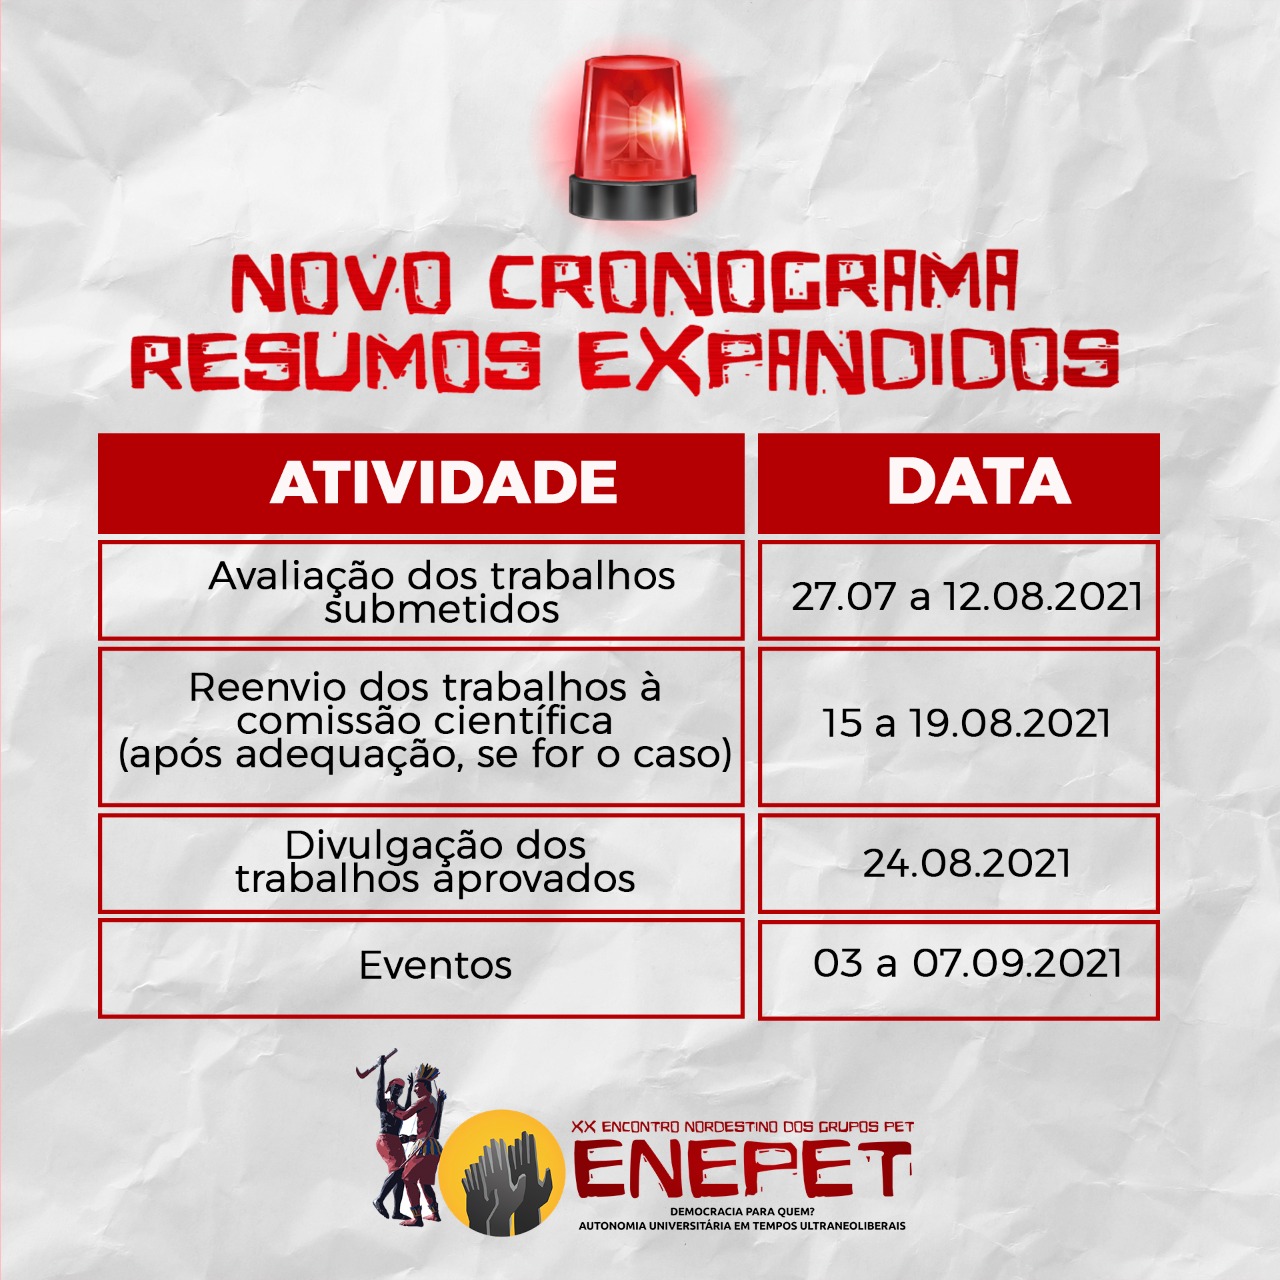 NOVO CRONOGRAMA
RESUMOS EXPANDIDOS
ATIVIDADE
DATA
Avaliação dos trabalhos
submetidos
27.07 a 12.08.2021
Reenvio dos trabalhos à
comissão científica
(após adequação, se for o caso)
15 a 19.08.2021
Divulgação dos
trabalhos aprovados
24.08.2021
Eventos
03 a 07.09.2021
XX ENCONTRO NORDESTINO DOS GRUPOS PET
ENEPET
DEMOCRACIA PARA QUEM?
AUTONOMIA UNIVERSITÁRIA EM TEMPOS ULTRANEOLIBERAIS